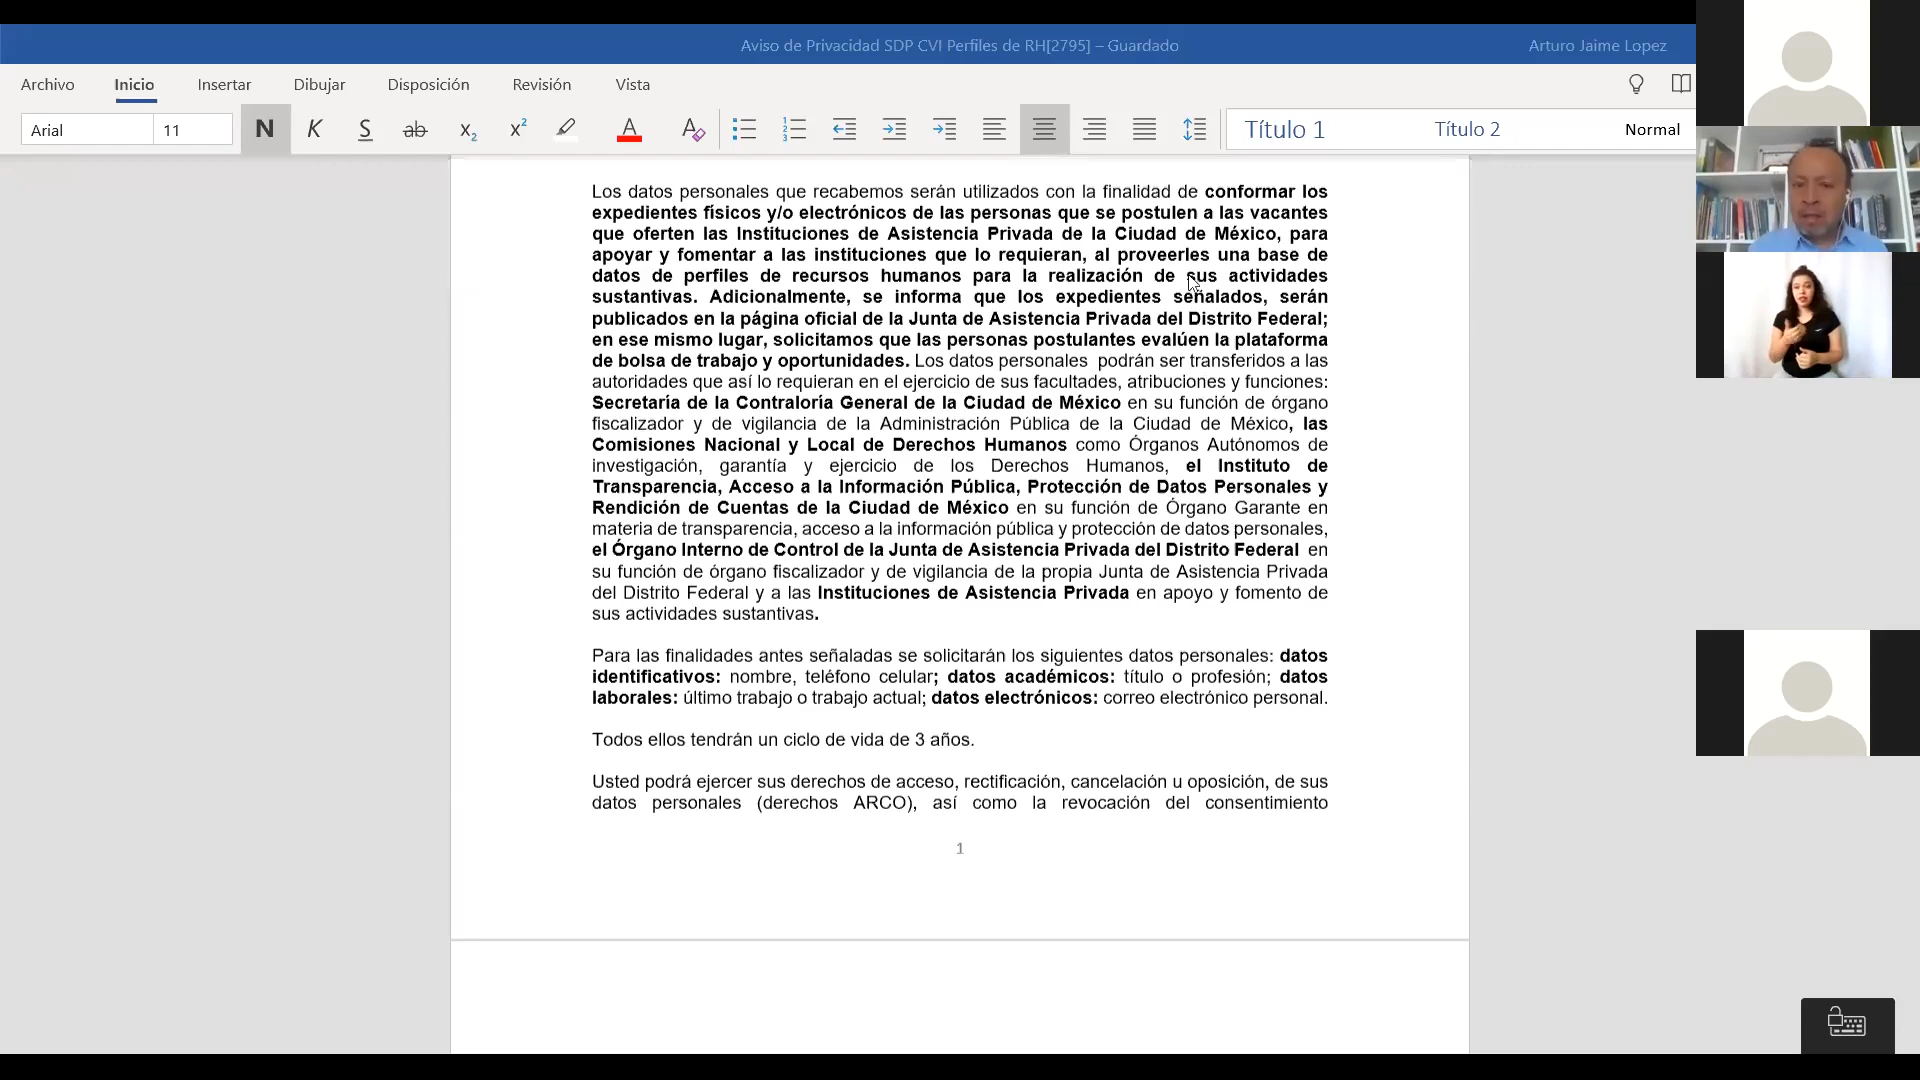 Aviso de Privacidad SDP CVI Perfiles de RH[2795] – Guardado
Arturo Jaime Lopez
Archivo Inicio Insertar Dibujar Disposición Revisión Vista
Arial 11 N K S ab X2 X2 A A Título 1 Título 2 Normal
Los datos personales que recabemos serán utilizados con la finalidad de conformar los
expedientes físicos y/o electrónicos de las personas que se postulen a las vacantes
que oferten las Instituciones de Asistencia Privada de la Ciudad de México, para
apoyar y fomentar a las instituciones que lo requieran, al proveerles una base de
datos de perfiles de recursos humanos para la realización de sus actividades
sustantivas. Adicionalmente, se informa que los expedientes señalados, serán
publicados en la página oficial de la Junta de Asistencia Privada del Distrito Federal;
en ese mismo lugar, solicitamos que las personas postulantes evalúen la plataforma
de bolsa de trabajo y oportunidades. Los datos personales podrán ser transferidos a las
autoridades que así lo requieran en el ejercicio de sus facultades, atribuciones y funciones:
Secretaría de la Contraloría General de la Ciudad de México en su función de órgano
fiscalizador y de vigilancia de la Administración Pública de la Ciudad de México, las
Comisiones Nacional y Local de Derechos Humanos como Órganos Autónomos de
investigación, garantía y ejercicio de los Derechos Humanos, el Instituto de
Transparencia, Acceso a la Información Pública, Protección de Datos Personales y
Rendición de Cuentas de la Ciudad de México en su función de Órgano Garante en
materia de transparencia, acceso a la información pública y protección de datos personales,
el Órgano Interno de Control de la Junta de Asistencia Privada del Distrito Federal en
su función de órgano fiscalizador y de vigilancia de la propia Junta de Asistencia Privada
del Distrito Federal y a las Instituciones de Asistencia Privada en apoyo y fomento de
sus actividades sustantivas.
Para las finalidades antes señaladas se solicitarán los siguientes datos personales: datos
identificativos: nombre, teléfono celular; datos académicos: título o profesión; datos
laborales: último trabajo o trabajo actual; datos electrónicos: correo electrónico personal.
Todos ellos tendrán un ciclo de vida de 3 años.
Usted podrá ejercer sus derechos de acceso, rectificación, cancelación u oposición, de sus
datos personales (derechos ARCO), así como la revocación del consentimiento
1